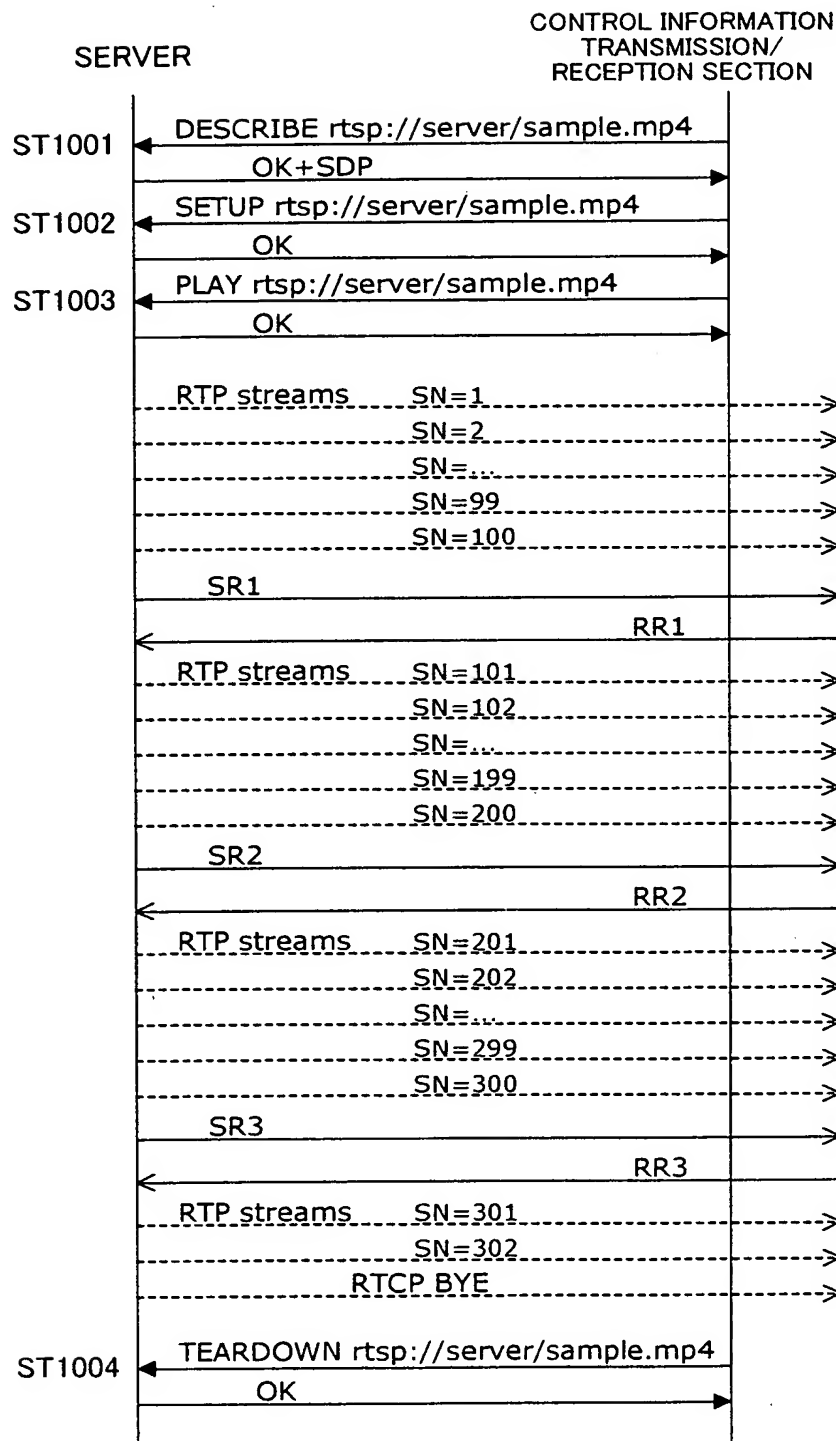 CONTROL INFORMATION
TRANSMISSION/
RECEPTION SECTION
SERVER
ST1001
DESCRIBE rtsp://server/sample.mp4
OK+SDP
ST1002
SETUP rtsp://server/sample.mp4
OK
ST1003
PLAY rtsp://server/sample.mp4
OK
RTP streams SN=1
SN=2
SN=...
SN=99
SN=100
SR1
RR1
RTP streams SN=101
SN=102
SN=...
SN=199
SN=200
SR2
RR2
RTP streams SN=201
SN=202
SN=...
SN=299
SN=300
SR3
RR3
RTP streams SN=301
SN=302
RTCP BYE
ST1004
TEARDOWN rtsp://server/sample.mp4
OK